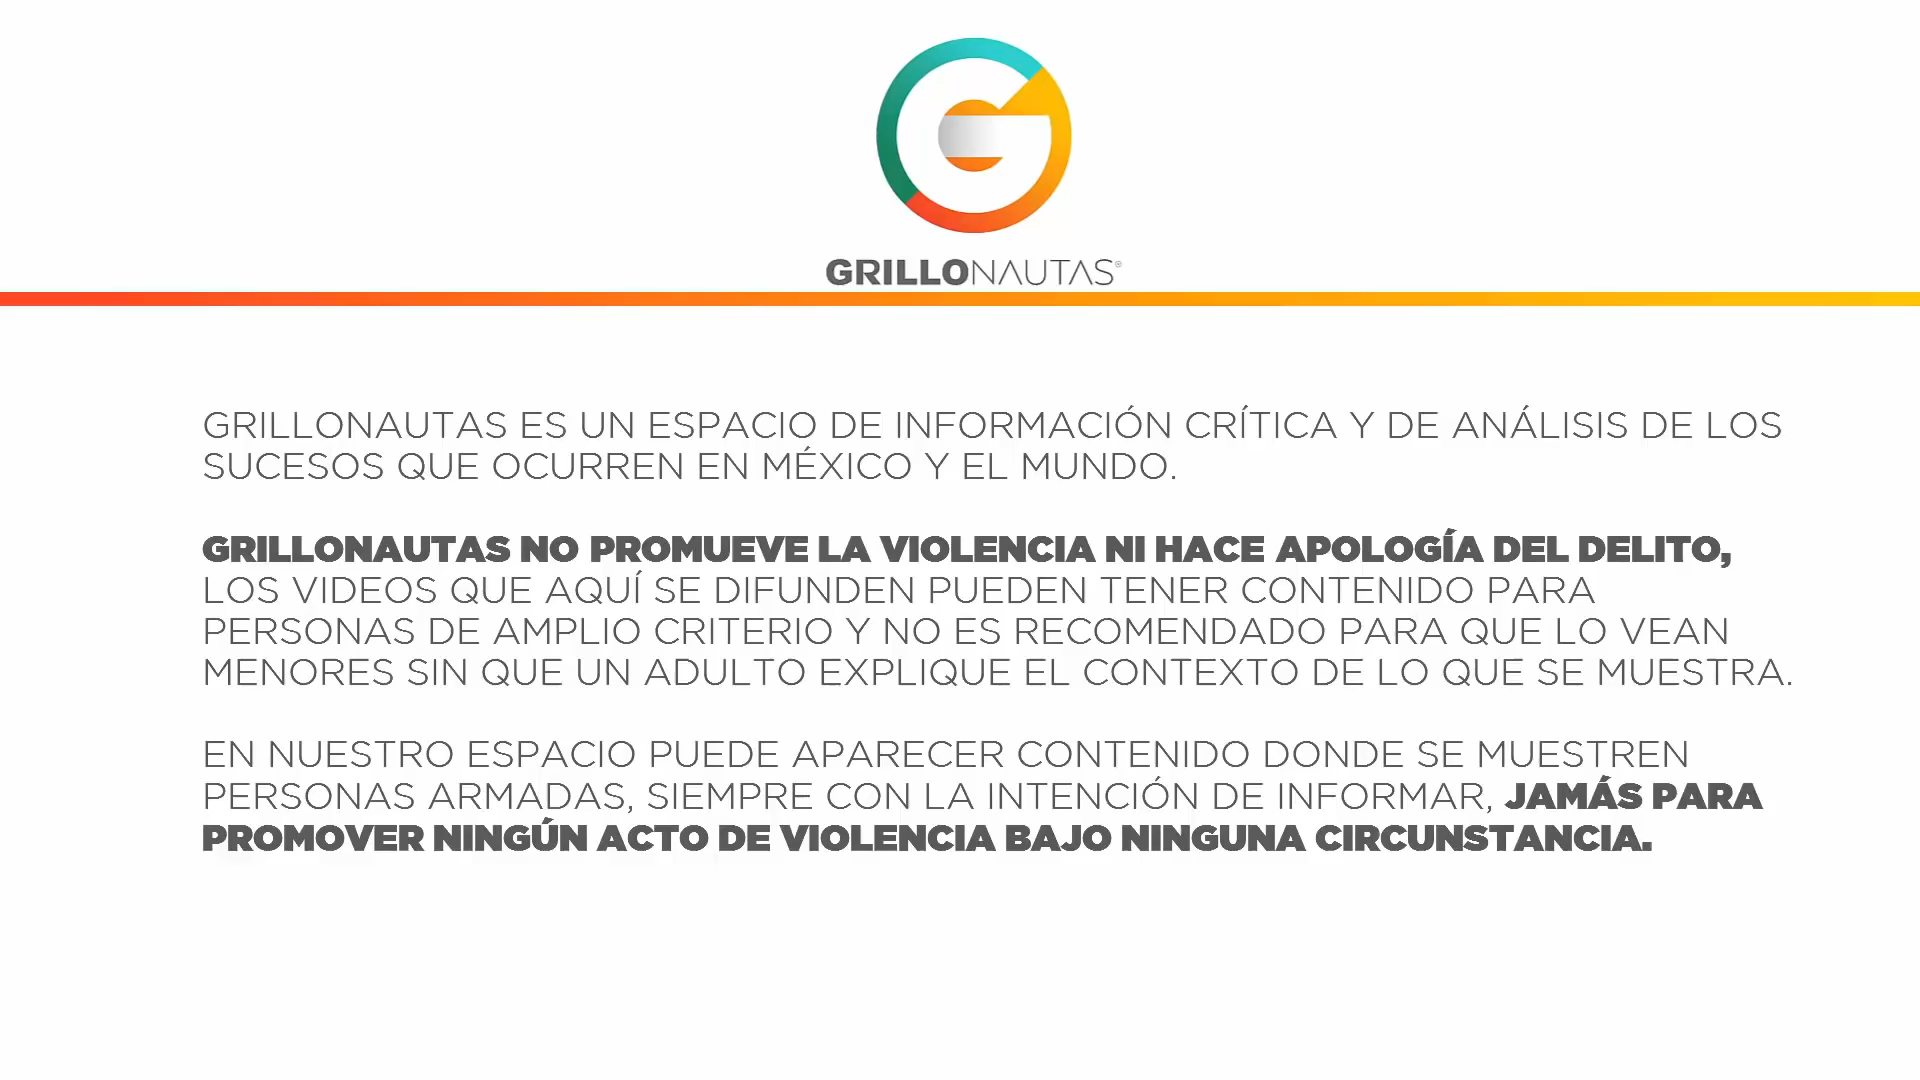 GRILLONAUTAS®
GRILLONAUTAS ES UN ESPACIO DE INFORMACIÓN CRÍTICA Y DE ANÁLISIS DE LOS
SUCESOS QUE OCURREN EN MÉXICO Y EL MUNDO.
GRILLONAUTAS NO PROMUEVE LA VIOLENCIA NI HACE APOLOGÍA DEL DELITO,
LOS VIDEOS QUE AQUÍ SE DIFUNDEN PUEDEN TENER CONTENIDO PARA
PERSONAS DE AMPLIO CRITERIO Y NO ES RECOMENDADO PARA QUE LO VEAN
MENORES SIN QUE UN ADULTO EXPLIQUE EL CONTEXTO DE LO QUE SE MUESTRA.
EN NUESTRO ESPACIO PUEDE APARECER CONTENIDO DONDE SE MUESTREN
PERSONAS ARMADAS, SIEMPRE CON LA INTENCIÓN DE INFORMAR, JAMÁS PARA
PROMOVER NINGÚN ACTO DE VIOLENCIA BAJO NINGUNA CIRCUNSTANCIA.